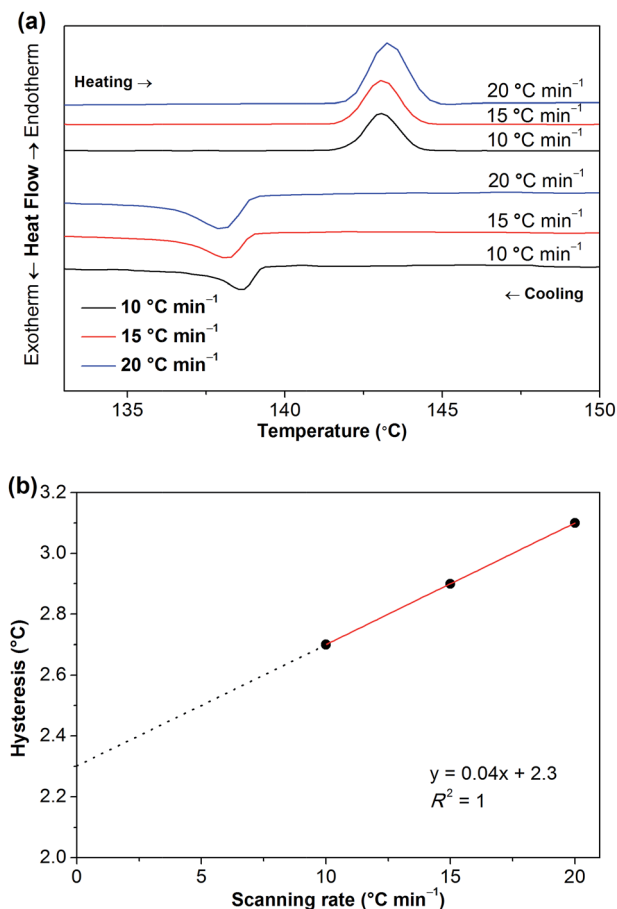 (a)
Heating →
20 °C min⁻¹
15 °C min⁻¹
10 °C min⁻¹
20 °C min⁻¹
15 °C min⁻¹
10 °C min⁻¹
← Cooling
10 °C min⁻¹
15 °C min⁻¹
20 °C min⁻¹
Exotherm ← Heat Flow → Endotherm
135 140 145 150
Temperature (°C)
(b)
3.2
3.0
2.8
2.6
2.4
2.2
2.0
Hysteresis (°C)
y = 0.04x + 2.3
R² = 1
0 5 10 15 20
Scanning rate (°C min⁻¹)